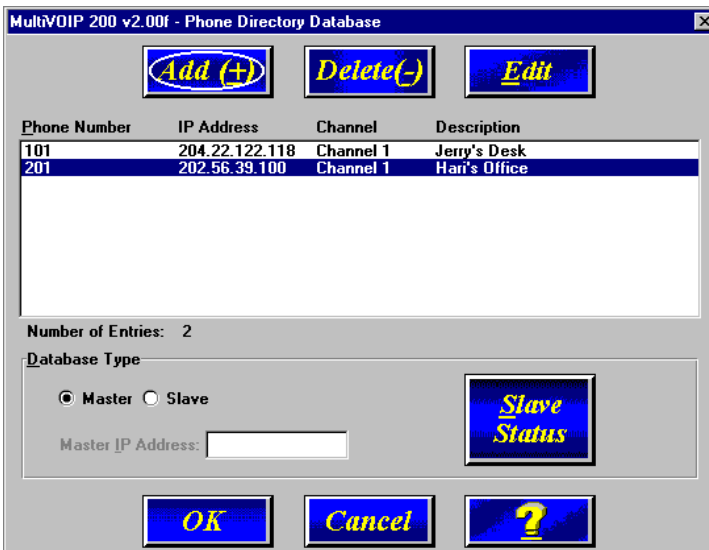 MultiVOIP 200 v2.00f - Phone Directory Database
Add (+) Delete(-) Edit
Phone Number IP Address Channel Description
101 204.22.122.118 Channel 1 Jerry's Desk
201 202.56.39.100 Channel 1 Hari's Office
Number of Entries: 2
Database Type
Master Slave
Slave
Status
Master IP Address:
OK Cancel ?